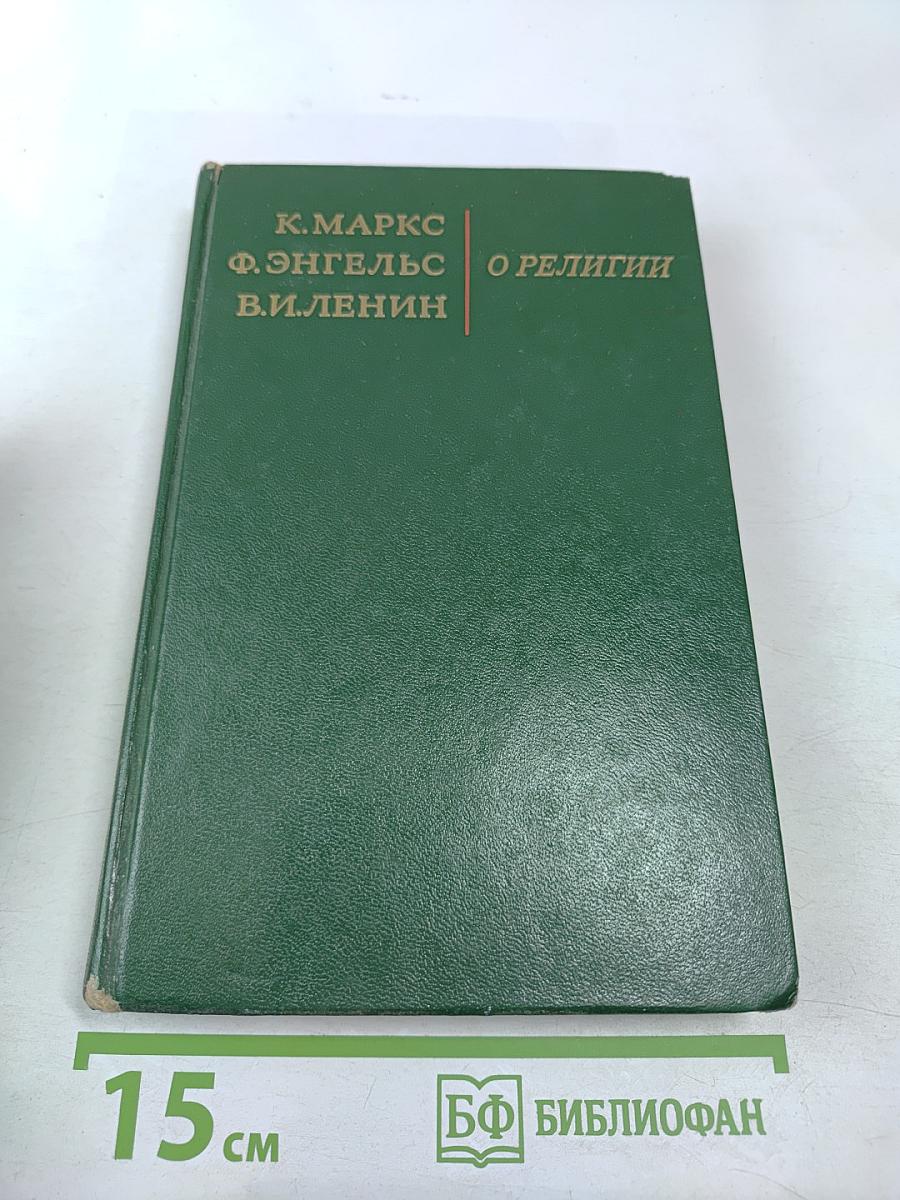 К. МАРКС
Ф. ЭНГЕЛЬС
В. И. ЛЕНИН
О РЕЛИГИИ
15 см
БФ БИБЛИОФАН